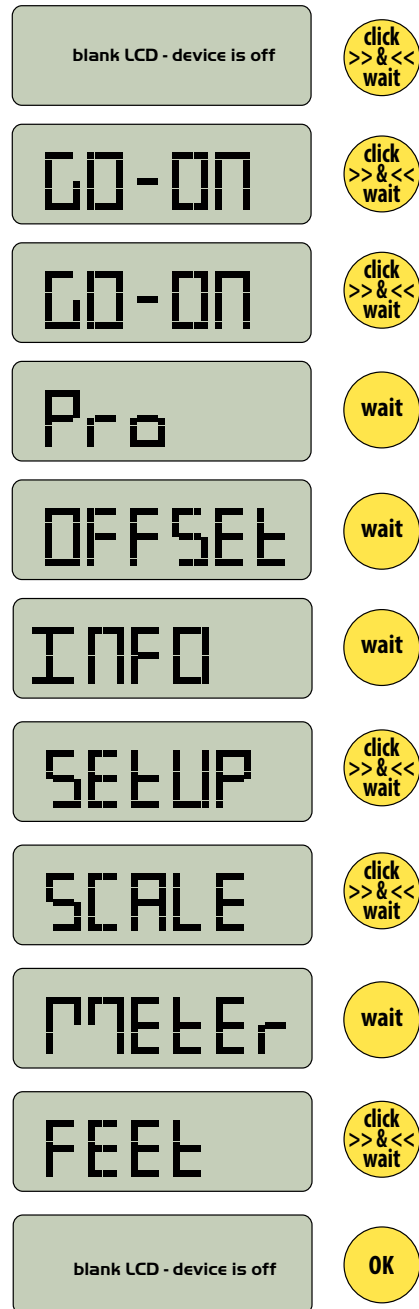 blank LCD - device is off
click
>> & <<
wait
GO-ON
click
>> & <<
wait
GO-ON
click
>> & <<
wait
Pro
wait
OFFSEt
wait
INFO
wait
SEtUP
click
>> & <<
wait
SCALE
click
>> & <<
wait
MEtEr
wait
FEEt
click
>> & <<
wait
blank LCD - device is off
OK